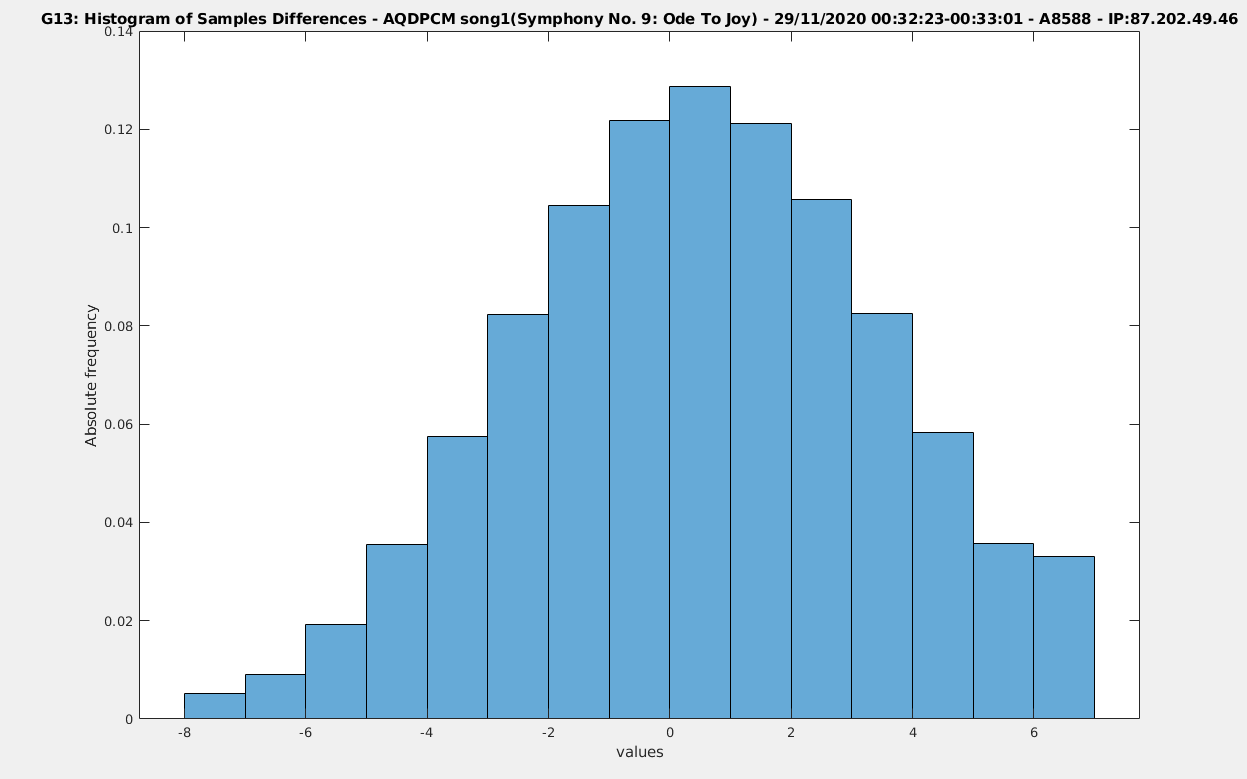 G13: Histogram of Samples Differences - AQDPCM song1(Symphony No. 9: Ode To Joy) - 29/11/2020 00:32:23-00:33:01 - A8588 - IP:87.202.49.46
0.14
0.12
0.1
0.08
0.06
0.04
0.02
0
Absolute frequency
-8 -6 -4 -2 0 2 4 6
values